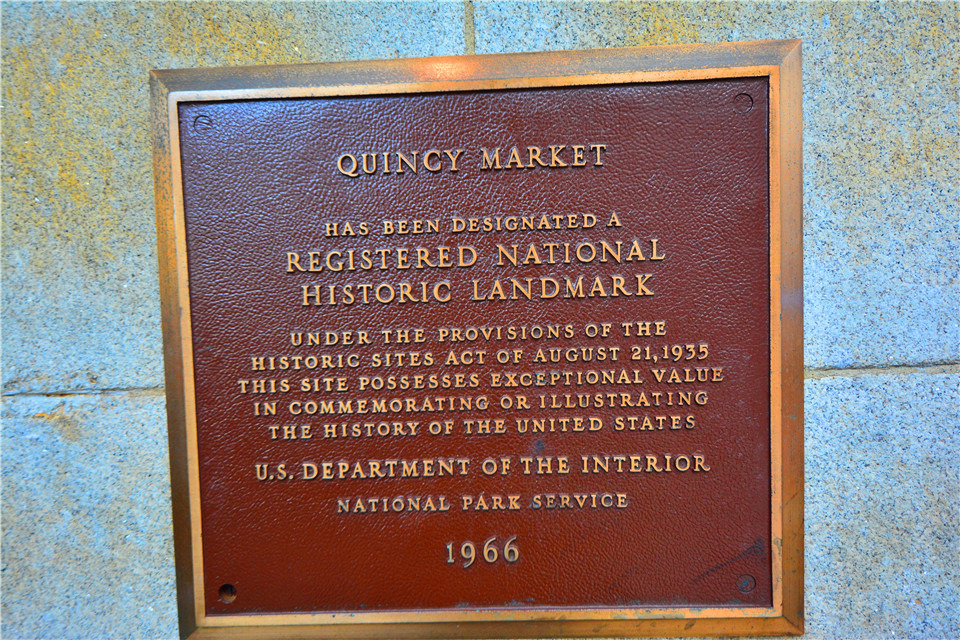 QUINCY MARKET
HAS BEEN DESIGNATED A
REGISTERED NATIONAL
HISTORIC LANDMARK
UNDER THE PROVISIONS OF THE
HISTORIC SITES ACT OF AUGUST 21, 1935
THIS SITE POSSESSES EXCEPTIONAL VALUE
IN COMMEMORATING OR ILLUSTRATING
THE HISTORY OF THE UNITED STATES
U.S. DEPARTMENT OF THE INTERIOR
NATIONAL PARK SERVICE
1966